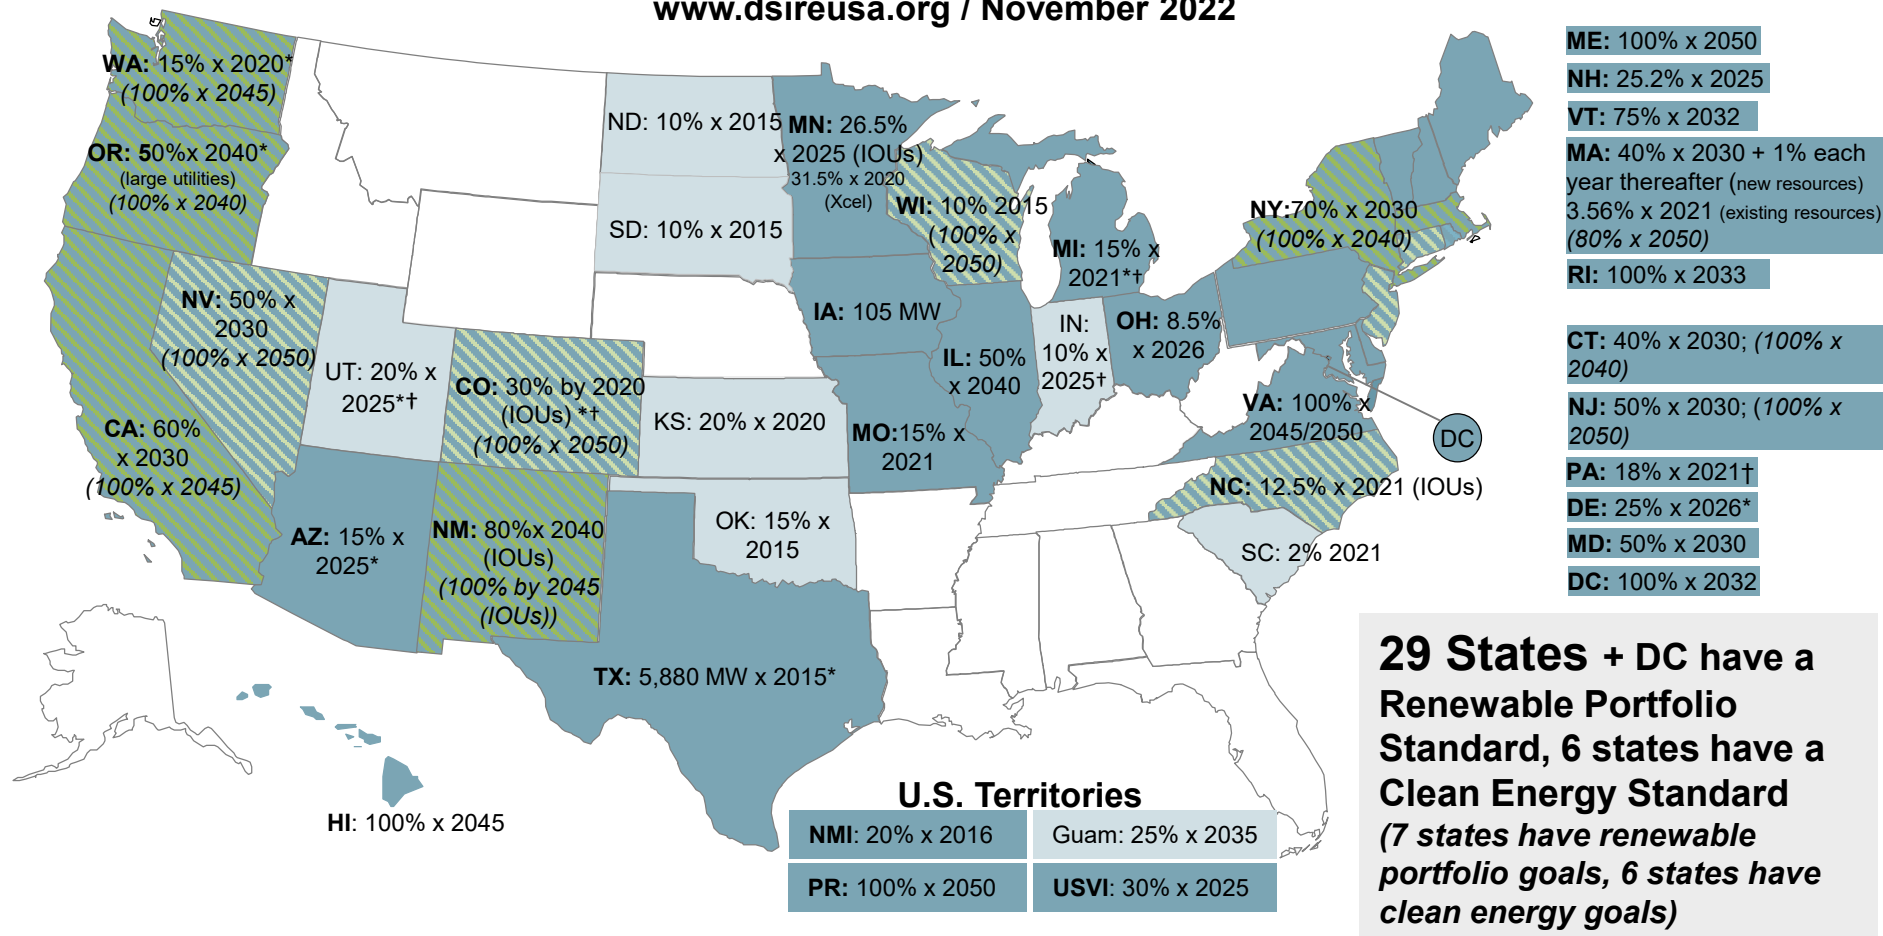 www.dsireusa.org / November 2022
WA: 15% x 2020*
(100% x 2045)
OR: 50%x 2040*
(large utilities)
(100% x 2040)
CA: 60%
x 2030
(100% x 2045)
NV: 50% x
2030
(100% x 2050)
UT: 20% x
2025*†
AZ: 15% x
2025*
CO: 30% by 2020
(IOUs) *†
(100% x 2050)
NM: 80%x 2040
(IOUs)
(100% by 2045
(IOUs))
ND: 10% x 2015
SD: 10% x 2015
KS: 20% x 2020
OK: 15% x
2015
TX: 5,880 MW x 2015*
HI: 100% x 2045
MN: 26.5%
x 2025 (IOUs)
31.5% x 2020
(Xcel)
IA: 105 MW
MO:15% x
2021
WI: 10% 2015
(100% x
2050)
IL: 50%
x 2040
MI: 15% x
2021*†
IN:
10% x
2025†
OH: 8.5%
x 2026
NY:70% x 2030
(100% x 2040)
VA: 100% x
2045/2050
DC
NC: 12.5% x 2021 (IOUs)
SC: 2% 2021
ME: 100% x 2050
NH: 25.2% x 2025
VT: 75% x 2032
MA: 40% x 2030 + 1% each
year thereafter (new resources)
3.56% x 2021 (existing resources)
(80% x 2050)
RI: 100% x 2033
CT: 40% x 2030; (100% x
2040)
NJ: 50% x 2030; (100% x
2050)
PA: 18% x 2021†
DE: 25% x 2026*
MD: 50% x 2030
DC: 100% x 2032
U.S. Territories
NMI: 20% x 2016
Guam: 25% x 2035
PR: 100% x 2050
USVI: 30% x 2025
29 States + DC have a
Renewable Portfolio
Standard, 6 states have a
Clean Energy Standard
(7 states have renewable
portfolio goals, 6 states have
clean energy goals)